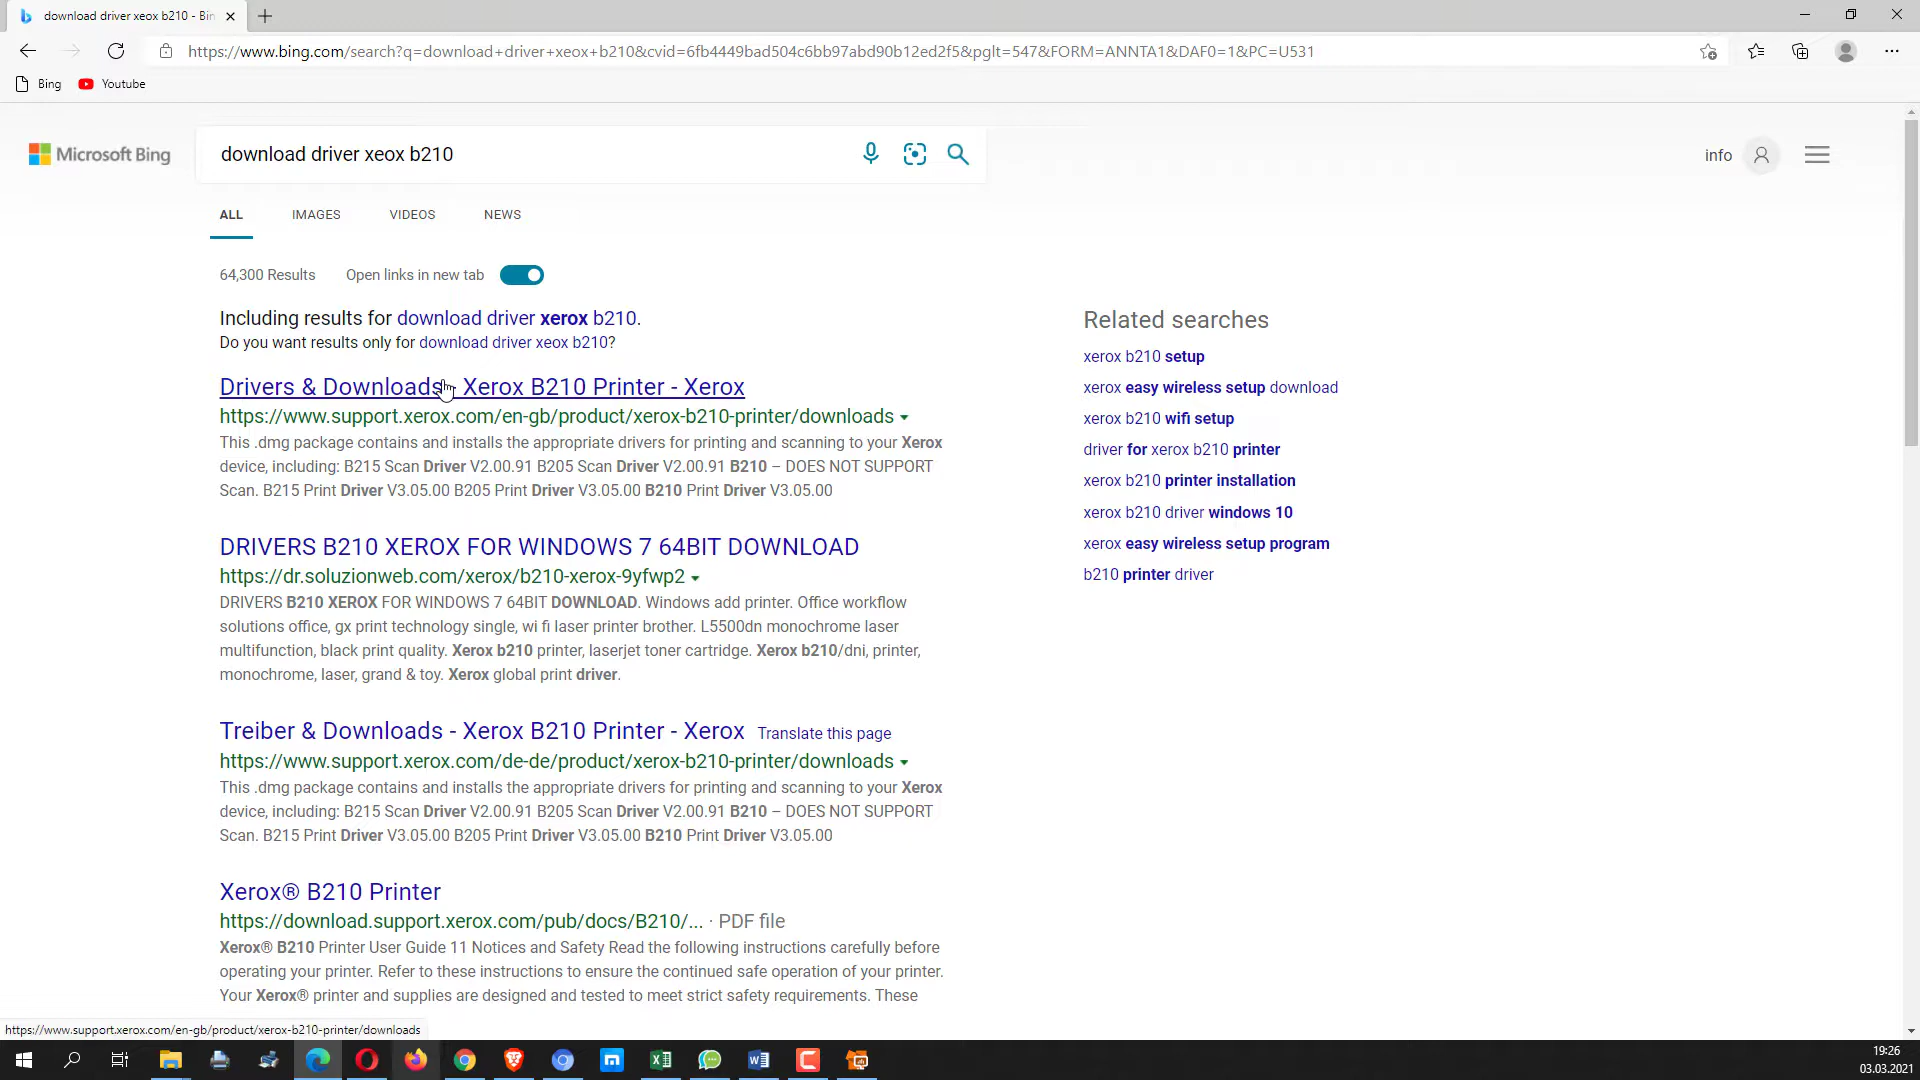 download driver xeox b210 - Bin
https://www.bing.com/search?q=download+driver+xeox+b210&cvid=6fb4449bad504c6bb97abd90b12ed2f5&pglt=547&FORM=ANNTA1&DAF0=1&PC=U531
Bing Youtube
Microsoft Bing
download driver xeox b210
info
ALL IMAGES VIDEOS NEWS
64,300 Results Open links in new tab
Including results for download driver xerox b210.
Do you want results only for download driver xeox b210?
Drivers & Downloads - Xerox B210 Printer - Xerox
https://www.support.xerox.com/en-gb/product/xerox-b210-printer/downloads
This .dmg package contains and installs the appropriate drivers for printing and scanning to your Xerox
device, including: B215 Scan Driver V2.00.91 B205 Scan Driver V2.00.91 B210 – DOES NOT SUPPORT
Scan. B215 Print Driver V3.05.00 B205 Print Driver V3.05.00 B210 Print Driver V3.05.00
DRIVERS B210 XEROX FOR WINDOWS 7 64BIT DOWNLOAD
https://dr.soluzionweb.com/xerox/b210-xerox-9yfwp2
DRIVERS B210 XEROX FOR WINDOWS 7 64BIT DOWNLOAD. Windows add printer. Office workflow
solutions office, gx print technology single, wi fi laser printer brother. L5500dn monochrome laser
multifunction, black print quality. Xerox b210 printer, laserjet toner cartridge. Xerox b210/dni, printer,
monochrome, laser, grand & toy. Xerox global print driver.
Treiber & Downloads - Xerox B210 Printer - Xerox Translate this page
https://www.support.xerox.com/de-de/product/xerox-b210-printer/downloads
This .dmg package contains and installs the appropriate drivers for printing and scanning to your Xerox
device, including: B215 Scan Driver V2.00.91 B205 Scan Driver V2.00.91 B210 – DOES NOT SUPPORT
Scan. B215 Print Driver V3.05.00 B205 Print Driver V3.05.00 B210 Print Driver V3.05.00
Xerox® B210 Printer
https://download.support.xerox.com/pub/docs/B210/... · PDF file
Xerox® B210 Printer User Guide 11 Notices and Safety Read the following instructions carefully before
operating your printer. Refer to these instructions to ensure the continued safe operation of your printer.
Your Xerox® printer and supplies are designed and tested to meet strict safety requirements. These
Related searches
xerox b210 setup
xerox easy wireless setup download
xerox b210 wifi setup
driver for xerox b210 printer
xerox b210 printer installation
xerox b210 driver windows 10
xerox easy wireless setup program
b210 printer driver
https://www.support.xerox.com/en-gb/product/xerox-b210-printer/downloads
19:26
03.03.2021